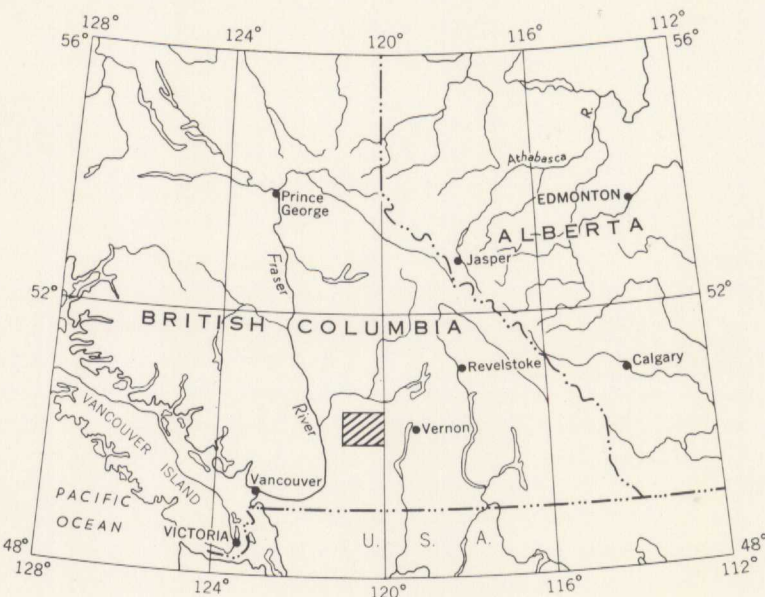 128°
124°
120°
116°
112°
56°
56°
Athabasca
R.
Prince
George
EDMONTON
ALBERTA
Jasper
Fraser
52°
52°
BRITISH COLUMBIA
Revelstoke
Calgary
VANCOUVER ISLAND
River
Vernon
Vancouver
PACIFIC
OCEAN
VICTORIA
U. S. A.
48°
48°
128°
124°
120°
116°
112°